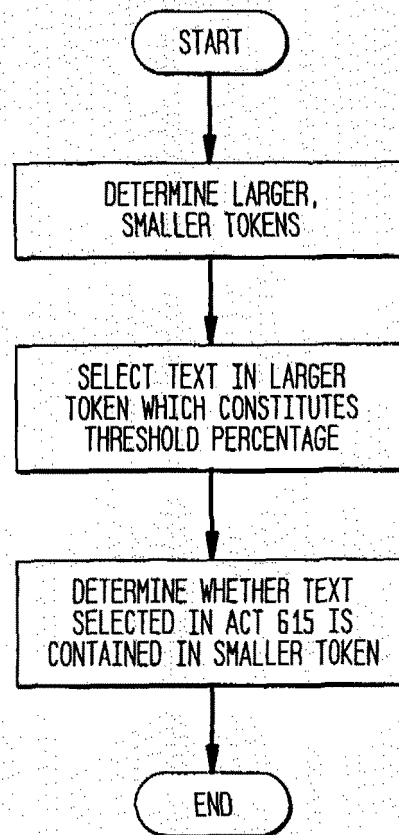 START
DETERMINE LARGER,
SMALLER TOKENS
SELECT TEXT IN LARGER
TOKEN WHICH CONSTITUTES
THRESHOLD PERCENTAGE
DETERMINE WHETHER TEXT
SELECTED IN ACT 615 IS
CONTAINED IN SMALLER TOKEN
END